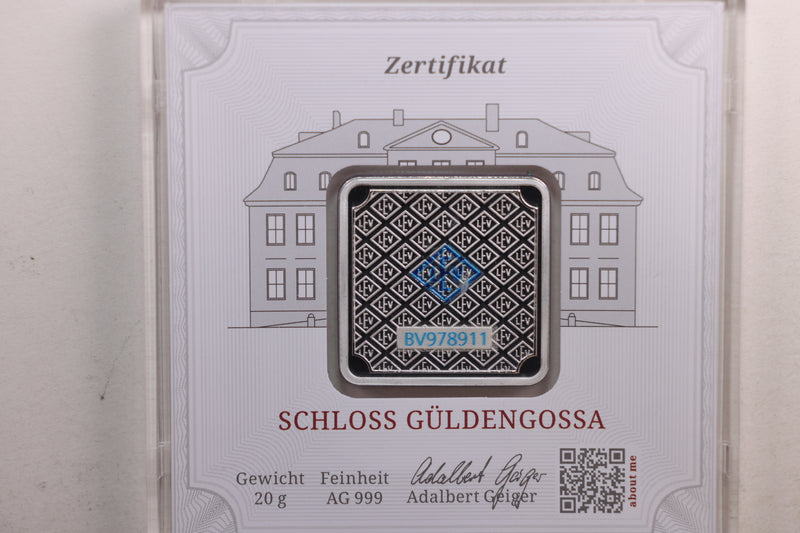 Zertifikat
BV978911
SCHLOSS GÜLDENGOSSA
Gewicht Feinheit Adalbert Geiger
20 g AG 999 Adalbert Geiger
about me